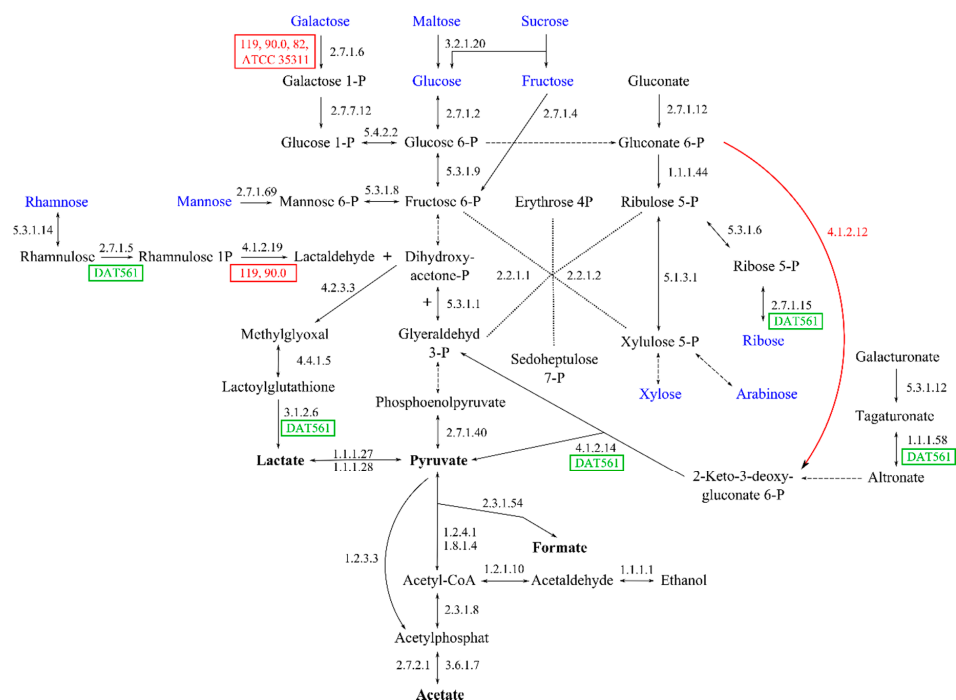 Galactose
Maltose
Sucrose
119, 90.0, 82,
ATCC 35311
2.7.1.6
3.2.1.20
Galactose 1-P
Glucose
Fructose
Gluconate
2.7.7.12
2.7.1.2
2.7.1.4
2.7.1.12
Glucose 1-P
5.4.2.2
Glucose 6-P
Gluconate 6-P
5.3.1.9
1.1.1.44
Rhamnose
Mannose
2.7.1.69
Mannose 6-P
5.3.1.8
Fructose 6-P
Erythrose 4P
Ribulose 5-P
5.3.1.14
5.3.1.6
4.1.2.12
Rhamnulose
2.7.1.5
DAT561
Rhamnulose 1P
4.1.2.19
119, 90.0
Lactaldehyde
+
Dihydroxy-
acetone-P
2.2.1.1
2.2.1.2
5.1.3.1
Ribose 5-P
4.2.3.3
+
5.3.1.1
2.7.1.15
DAT561
Methylglyoxal
Glyeraldehyd
3-P
Xylulose 5-P
Ribose
4.4.1.5
Sedoheptulose
7-P
Galacturonate
Lactoylglutathione
Xylose
Arabinose
5.3.1.12
Phosphoenolpyruvate
3.1.2.6
DAT561
2.7.1.40
Tagaturonate
1.1.1.58
DAT561
Lactate
1.1.1.27
1.1.1.28
Pyruvate
4.1.2.14
DAT561
2-Keto-3-deoxy-
gluconate 6-P
Altronate
2.3.1.54
1.2.4.1
1.8.1.4
Formate
1.2.3.3
Acetyl-CoA
1.2.1.10
Acetaldehyde
1.1.1.1
Ethanol
2.3.1.8
Acetylphosphat
2.7.2.1
3.6.1.7
Acetate